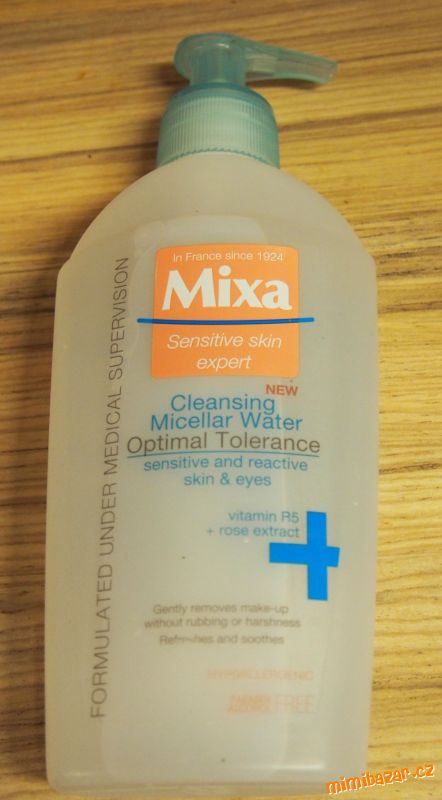 In France since 1924
Mixa
Sensitive skin
expert
NEW
Cleansing
Micellar Water
Optimal Tolerance
sensitive and reactive
skin & eyes
vitamin R5
+ rose extract
Gently removes make-up
without rubbing or harshness
Refreshes and soothes
HYPOALLERGENIC
PARABEN
ALCOHOL FREE
FORMULATED UNDER MEDICAL SUPERVISION
mimibazar.cz